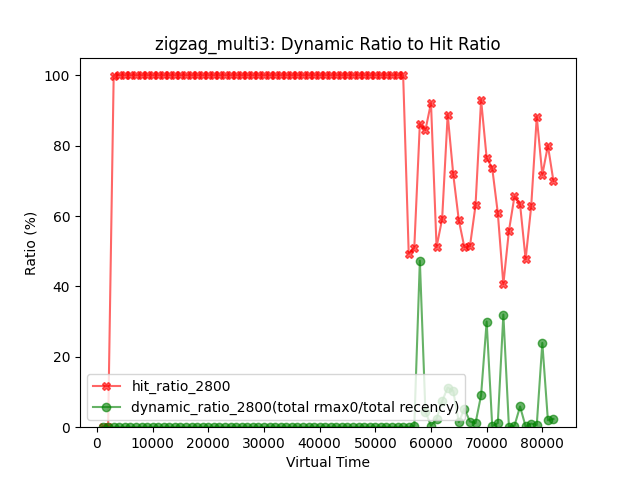 zigzag_multi3: Dynamic Ratio to Hit Ratio
Ratio (%)
100
80
60
40
20
0
hit_ratio_2800
dynamic_ratio_2800(total rmax0/total recency)
0 10000 20000 30000 40000 50000 60000 70000 80000
Virtual Time